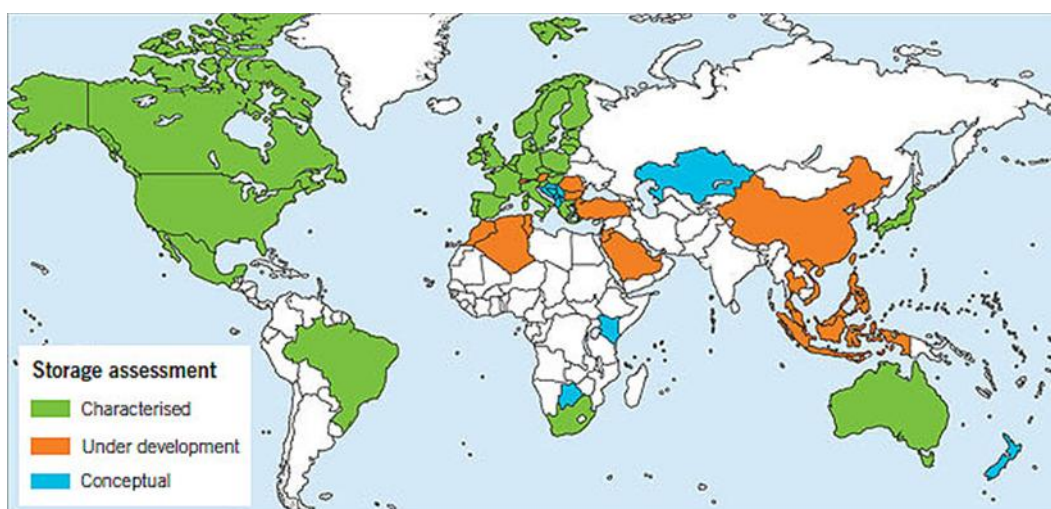 Storage assessment
Characterised
Under development
Conceptual